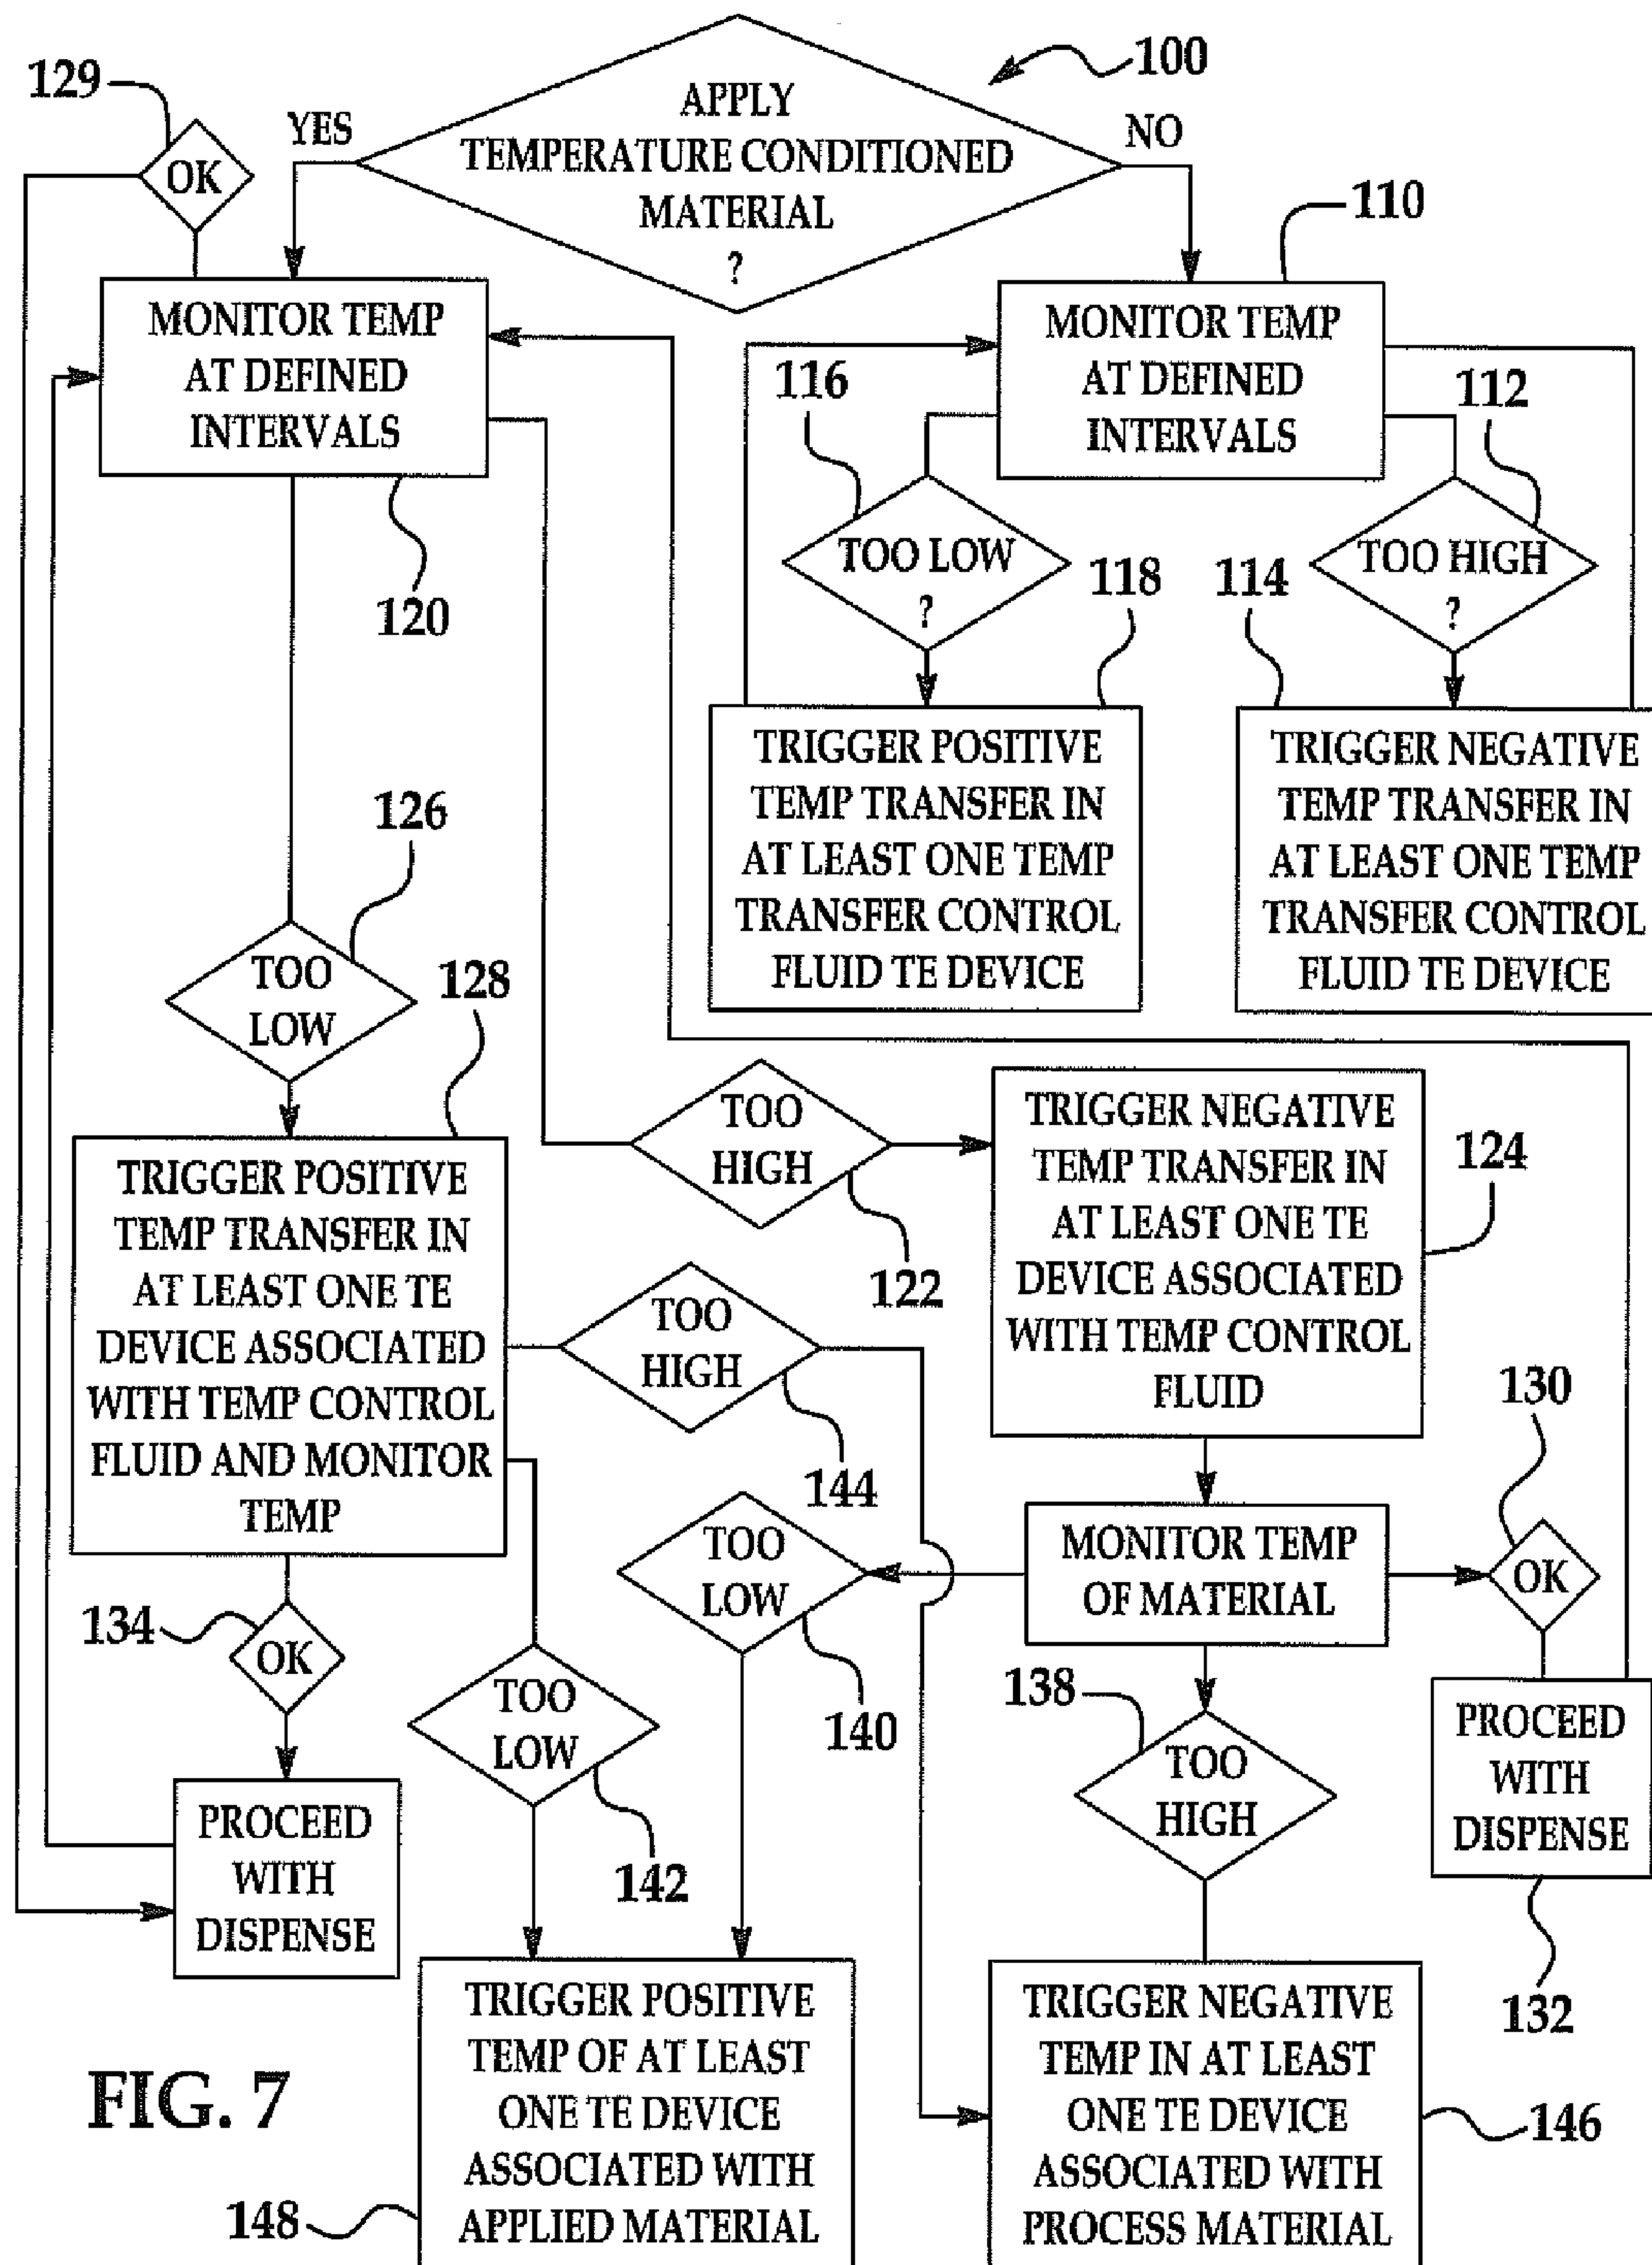 100
APPLY
TEMPERATURE CONDITIONED
MATERIAL
?
YES
NO
129
OK
110
MONITOR TEMP
AT DEFINED
INTERVALS
120
MONITOR TEMP
AT DEFINED
INTERVALS
116
TOO LOW
?
112
TOO HIGH
?
118
TRIGGER POSITIVE
TEMP TRANSFER IN
AT LEAST ONE TEMP
TRANSFER CONTROL
FLUID TE DEVICE
114
TRIGGER NEGATIVE
TEMP TRANSFER IN
AT LEAST ONE TEMP
TRANSFER CONTROL
FLUID TE DEVICE
126
TOO
LOW
128
TRIGGER POSITIVE
TEMP TRANSFER IN
AT LEAST ONE TE
DEVICE ASSOCIATED
WITH TEMP CONTROL
FLUID AND MONITOR
TEMP
TOO
HIGH
122
TRIGGER NEGATIVE
TEMP TRANSFER IN
AT LEAST ONE TE
DEVICE ASSOCIATED
WITH TEMP CONTROL
FLUID
124
TOO
HIGH
144
TOO
LOW
140
MONITOR TEMP
OF MATERIAL
130
OK
134
OK
TOO
LOW
142
138
TOO
HIGH
PROCEED
WITH
DISPENSE
132
PROCEED
WITH
DISPENSE
TRIGGER POSITIVE
TEMP OF AT LEAST
ONE TE DEVICE
ASSOCIATED WITH
APPLIED MATERIAL
148
TRIGGER NEGATIVE
TEMP IN AT LEAST
ONE TE DEVICE
ASSOCIATED WITH
PROCESS MATERIAL
146
FIG. 7